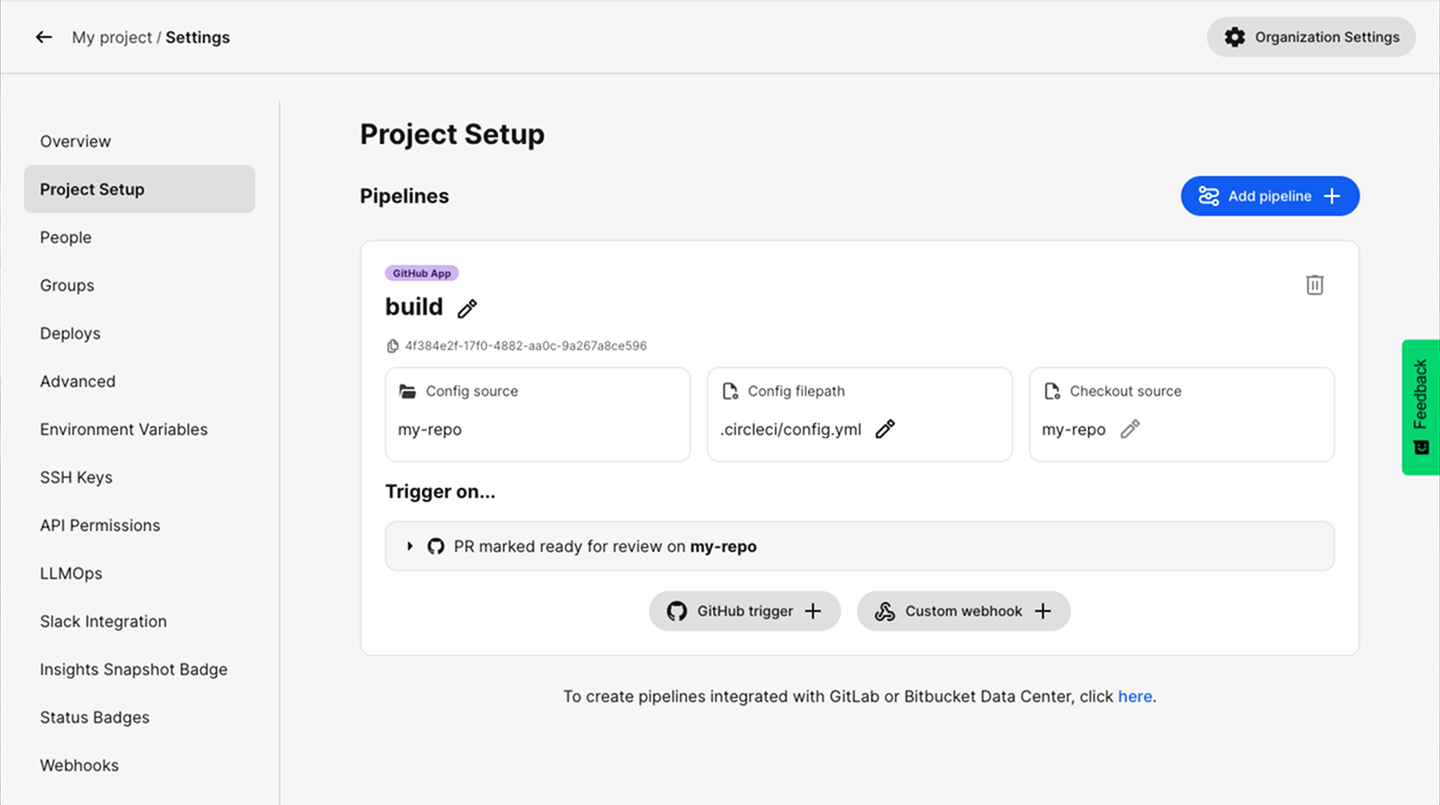 My project / Settings
Organization Settings
Overview
Project Setup
People
Groups
Deploys
Advanced
Environment Variables
SSH Keys
API Permissions
LLMOps
Slack Integration
Insights Snapshot Badge
Status Badges
Webhooks
Project Setup
Pipelines
Add pipeline
GitHub App
build
4f384e2f-17f0-4882-aa0c-9a267a8ce596
Config source
my-repo
Config filepath
.circleci/config.yml
Checkout source
my-repo
Trigger on...
PR marked ready for review on my-repo
GitHub trigger
Custom webhook
To create pipelines integrated with GitLab or Bitbucket Data Center, click here.
Feedback